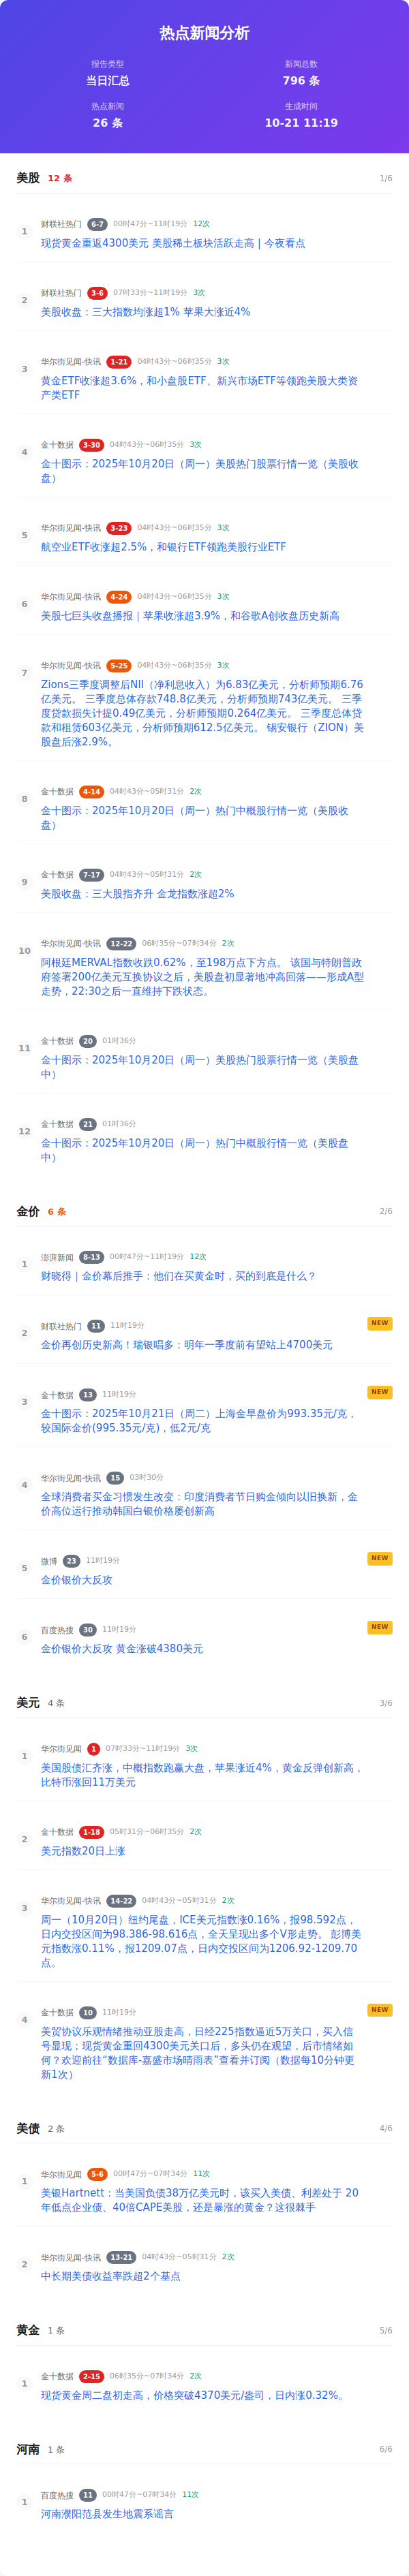 热点新闻分析
报告类型
当日汇总
新闻总数
796 条
热点新闻
26 条
生成时间
10-21 11:19
美股 12 条 1/6
1
财联社热门 6-7 00时47分~11时19分 12次
现货黄金重返4300美元 美股稀土板块活跃走高 | 今夜看点
2
财联社热门 3-6 07时33分~11时19分 3次
美股收盘：三大指数均涨超1% 苹果大涨近4%
3
华尔街见闻-快讯 1-21 04时43分~06时35分 3次
黄金ETF收涨超3.6%，和小盘股ETF、新兴市场ETF等领跑美股大类资
产类ETF
4
金十数据 3-30 04时43分~06时35分 3次
金十图示：2025年10月20日（周一）美股热门股票行情一览（美股收
盘）
5
华尔街见闻-快讯 3-23 04时43分~06时35分 3次
航空业ETF收涨超2.5%，和银行ETF领跑美股行业ETF
6
华尔街见闻-快讯 4-24 04时43分~06时35分 3次
美股七巨头收盘播报｜苹果收涨超3.9%，和谷歌A创收盘历史新高
7
华尔街见闻-快讯 5-25 04时43分~06时35分 3次
Zions三季度调整后NII（净利息收入）为6.83亿美元，分析师预期6.76
亿美元。 三季度总体存款748.8亿美元，分析师预期743亿美元。 三季
度贷款损失计提0.49亿美元，分析师预期0.264亿美元。 三季度总体贷
款和租赁603亿美元，分析师预期612.5亿美元。 锡安银行（ZION）美
股盘后涨2.9%。
8
金十数据 4-14 04时43分~05时31分 2次
金十图示：2025年10月20日（周一）热门中概股行情一览（美股收
盘）
9
金十数据 7-17 04时43分~05时31分 2次
美股收盘：三大股指齐升 金龙指数涨超2%
10
华尔街见闻-快讯 12-22 06时35分~07时34分 2次
阿根廷MERVAL指数收跌0.62%，至198万点下方点。 该国与特朗普政
府签署200亿美元互换协议之后，美股盘初显著地冲高回落——形成A型
走势，22:30之后一直维持下跌状态。
11
金十数据 20 01时36分
金十图示：2025年10月20日（周一）美股热门股票行情一览（美股盘
中）
12
金十数据 21 01时36分
金十图示：2025年10月20日（周一）热门中概股行情一览（美股盘
中）
金价 6 条 2/6
1
澎湃新闻 8-13 00时47分~11时19分 12次
财晓得｜金价幕后推手：他们在买黄金时，买的到底是什么？
2
财联社热门 11 11时19分 NEW
金价再创历史新高！瑞银唱多：明年一季度前有望站上4700美元
3
金十数据 13 11时19分 NEW
金十图示：2025年10月21日（周二）上海金早盘价为993.35元/克，
较国际金价(995.35元/克)，低2元/克
4
华尔街见闻-快讯 15 03时30分
全球消费者买金习惯发生改变：印度消费者节日购金倾向以旧换新，金
价高位运行推动韩国白银价格屡创新高
5
微博 23 11时19分 NEW
金价银价大反攻
6
百度热搜 30 11时19分 NEW
金价银价大反攻 黄金涨破4380美元
美元 4 条 3/6
1
华尔街见闻 1 07时33分~11时19分 3次
美国股债汇齐涨，中概指数跑赢大盘，苹果涨近4%，黄金反弹创新高，
比特币涨回11万美元
2
金十数据 1-18 05时31分~06时35分 2次
美元指数20日上涨
3
华尔街见闻-快讯 14-22 04时43分~05时31分 2次
周一（10月20日）纽约尾盘，ICE美元指数涨0.16%，报98.592点，
日内交投区间为98.386-98.616点，全天呈现出多个V形走势。 彭博美
元指数涨0.11%，报1209.07点，日内交投区间为1206.92-1209.70
点。
4
金十数据 10 11时19分 NEW
美贸协议乐观情绪推动亚股走高，日经225指数逼近5万关口，买入信
号显现；现货黄金重回4300美元关口后，多头仍在观望，后市情绪如
何？欢迎前往“数据库-嘉盛市场晴雨表”查看并订阅（数据每10分钟更
新1次）
美债 2 条 4/6
1
华尔街见闻 5-6 00时47分~07时34分 11次
美银Hartnett：当美国负债38万亿美元时，该买入美债、利差处于 20
年低点企业债、40倍CAPE美股，还是暴涨的黄金？这很棘手
2
华尔街见闻-快讯 13-21 04时43分~05时31分 2次
中长期美债收益率跌超2个基点
黄金 1 条 5/6
1
金十数据 2-15 06时35分~07时34分 2次
现货黄金周二盘初走高，价格突破4370美元/盎司，日内涨0.32%。
河南 1 条 6/6
1
百度热搜 11 00时47分~07时34分 11次
河南濮阳范县发生地震系谣言